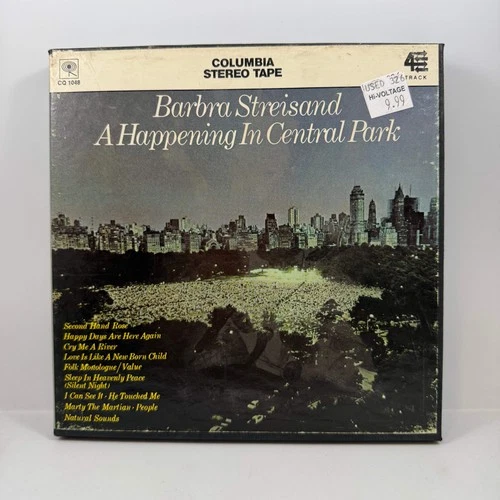 COLUMBIA
STEREO TAPE
CQ 1048
4
TRACK
USED
HI-VOLTAGE
9.99
Barbra Streisand
A Happening In Central Park
Second Hand Rose
Happy Days Are Here Again
Cry Me A River
Love Is Like A New Born Child
Folk Monologue/Value
Sleep In Heavenly Peace
(Silent Night)
I Can See It · He Touched Me
Marty The Martian · People
Natural Sounds